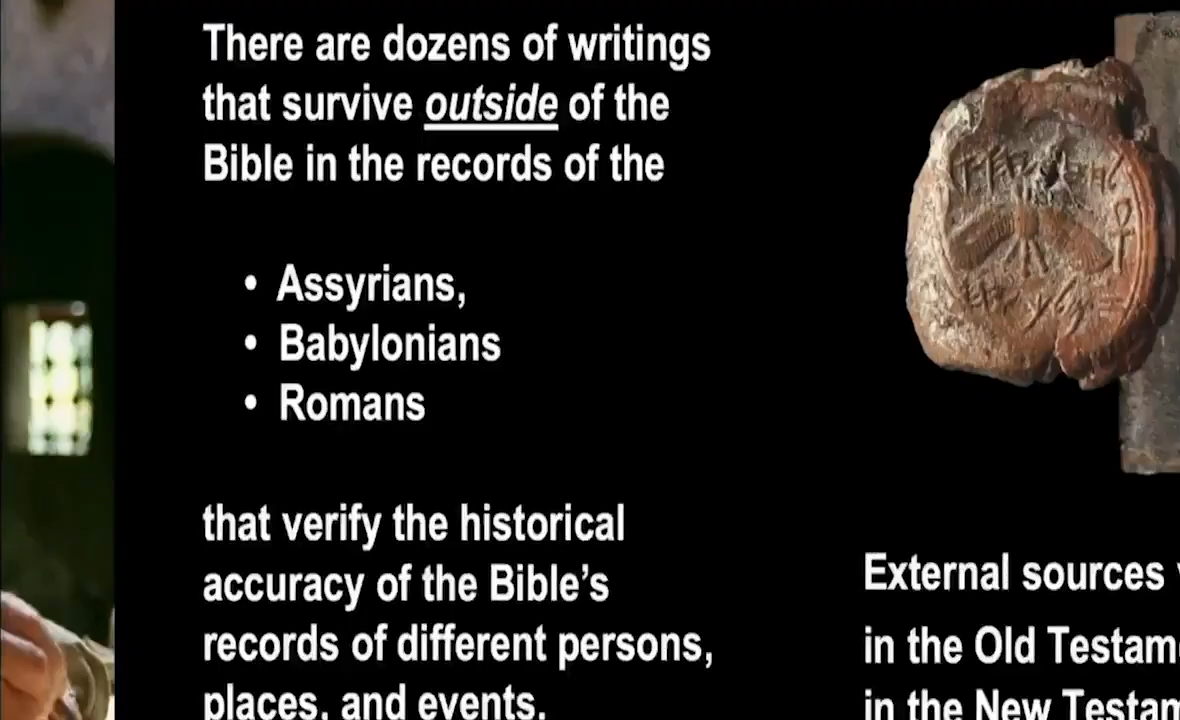 There are dozens of writings
that survive outside of the
Bible in the records of the
• Assyrians,
• Babylonians
• Romans
that verify the historical
accuracy of the Bible's
records of different persons,
places, and events.
External sources
in the Old
in the New